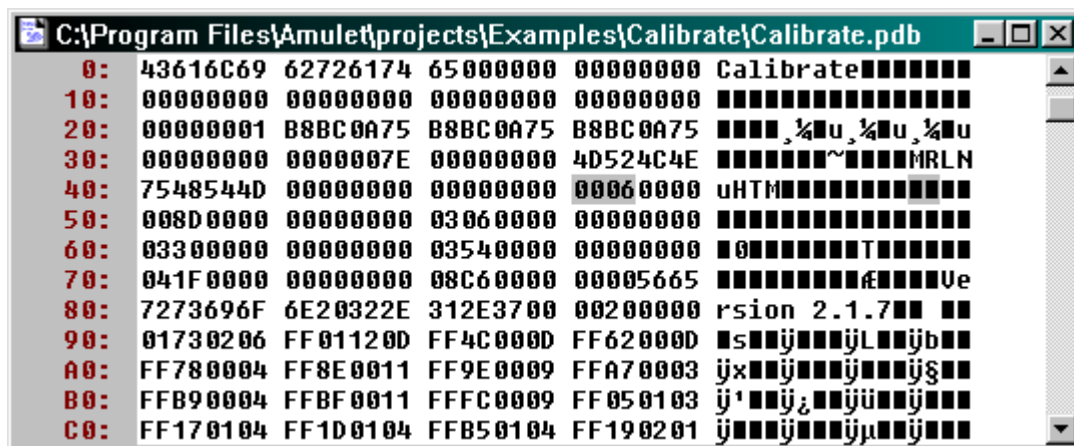 C:\Program Files\Amulet\projects\Examples\Calibrate\Calibrate.pdb
0: 43616C69 62726174 65000000 00000000 Calibrate■■■■■■■
10: 00000000 00000000 00000000 00000000 ■■■■■■■■■■■■■■■■
20: 00000001 B8BC0A75 B8BC0A75 B8BC0A75 ■■■■¸¼■u¸¼■u¸¼■u
30: 00000000 0000007E 00000000 4D524C4E ■■■■■■■~■■■■MRLN
40: 7548544D 00000000 00000000 00060000 uHTM■■■■■■■■■■■■
50: 008D0000 00000000 03060000 00000000 ■■■■■■■■■■■■■■■■
60: 03300000 00000000 03540000 00000000 ■0■■■■■■■T■■■■■■
70: 041F0000 00000000 08C60000 00005665 ■■■■■■■■■Æ■■■■Ve
80: 7273696F 6E20322E 312E3700 00200000 rsion 2.1.7■■ ■■
90: 01730206 FF01120D FF4C000D FF62000D ■s■■ÿ■■■ÿL■■ÿb■■
A0: FF780004 FF8E0011 FF9E0009 FFA70003 ÿx■■ÿ■■■ÿ■■■ÿ§■■
B0: FFB90004 FFBF0011 FFFC0009 FF050103 ÿ¹■■ÿ¿■■ÿü■■ÿ■■■
C0: FF170104 FF1D0104 FFB50104 FF190201 ÿ■■■ÿ■■■ÿµ■■ÿ■■■